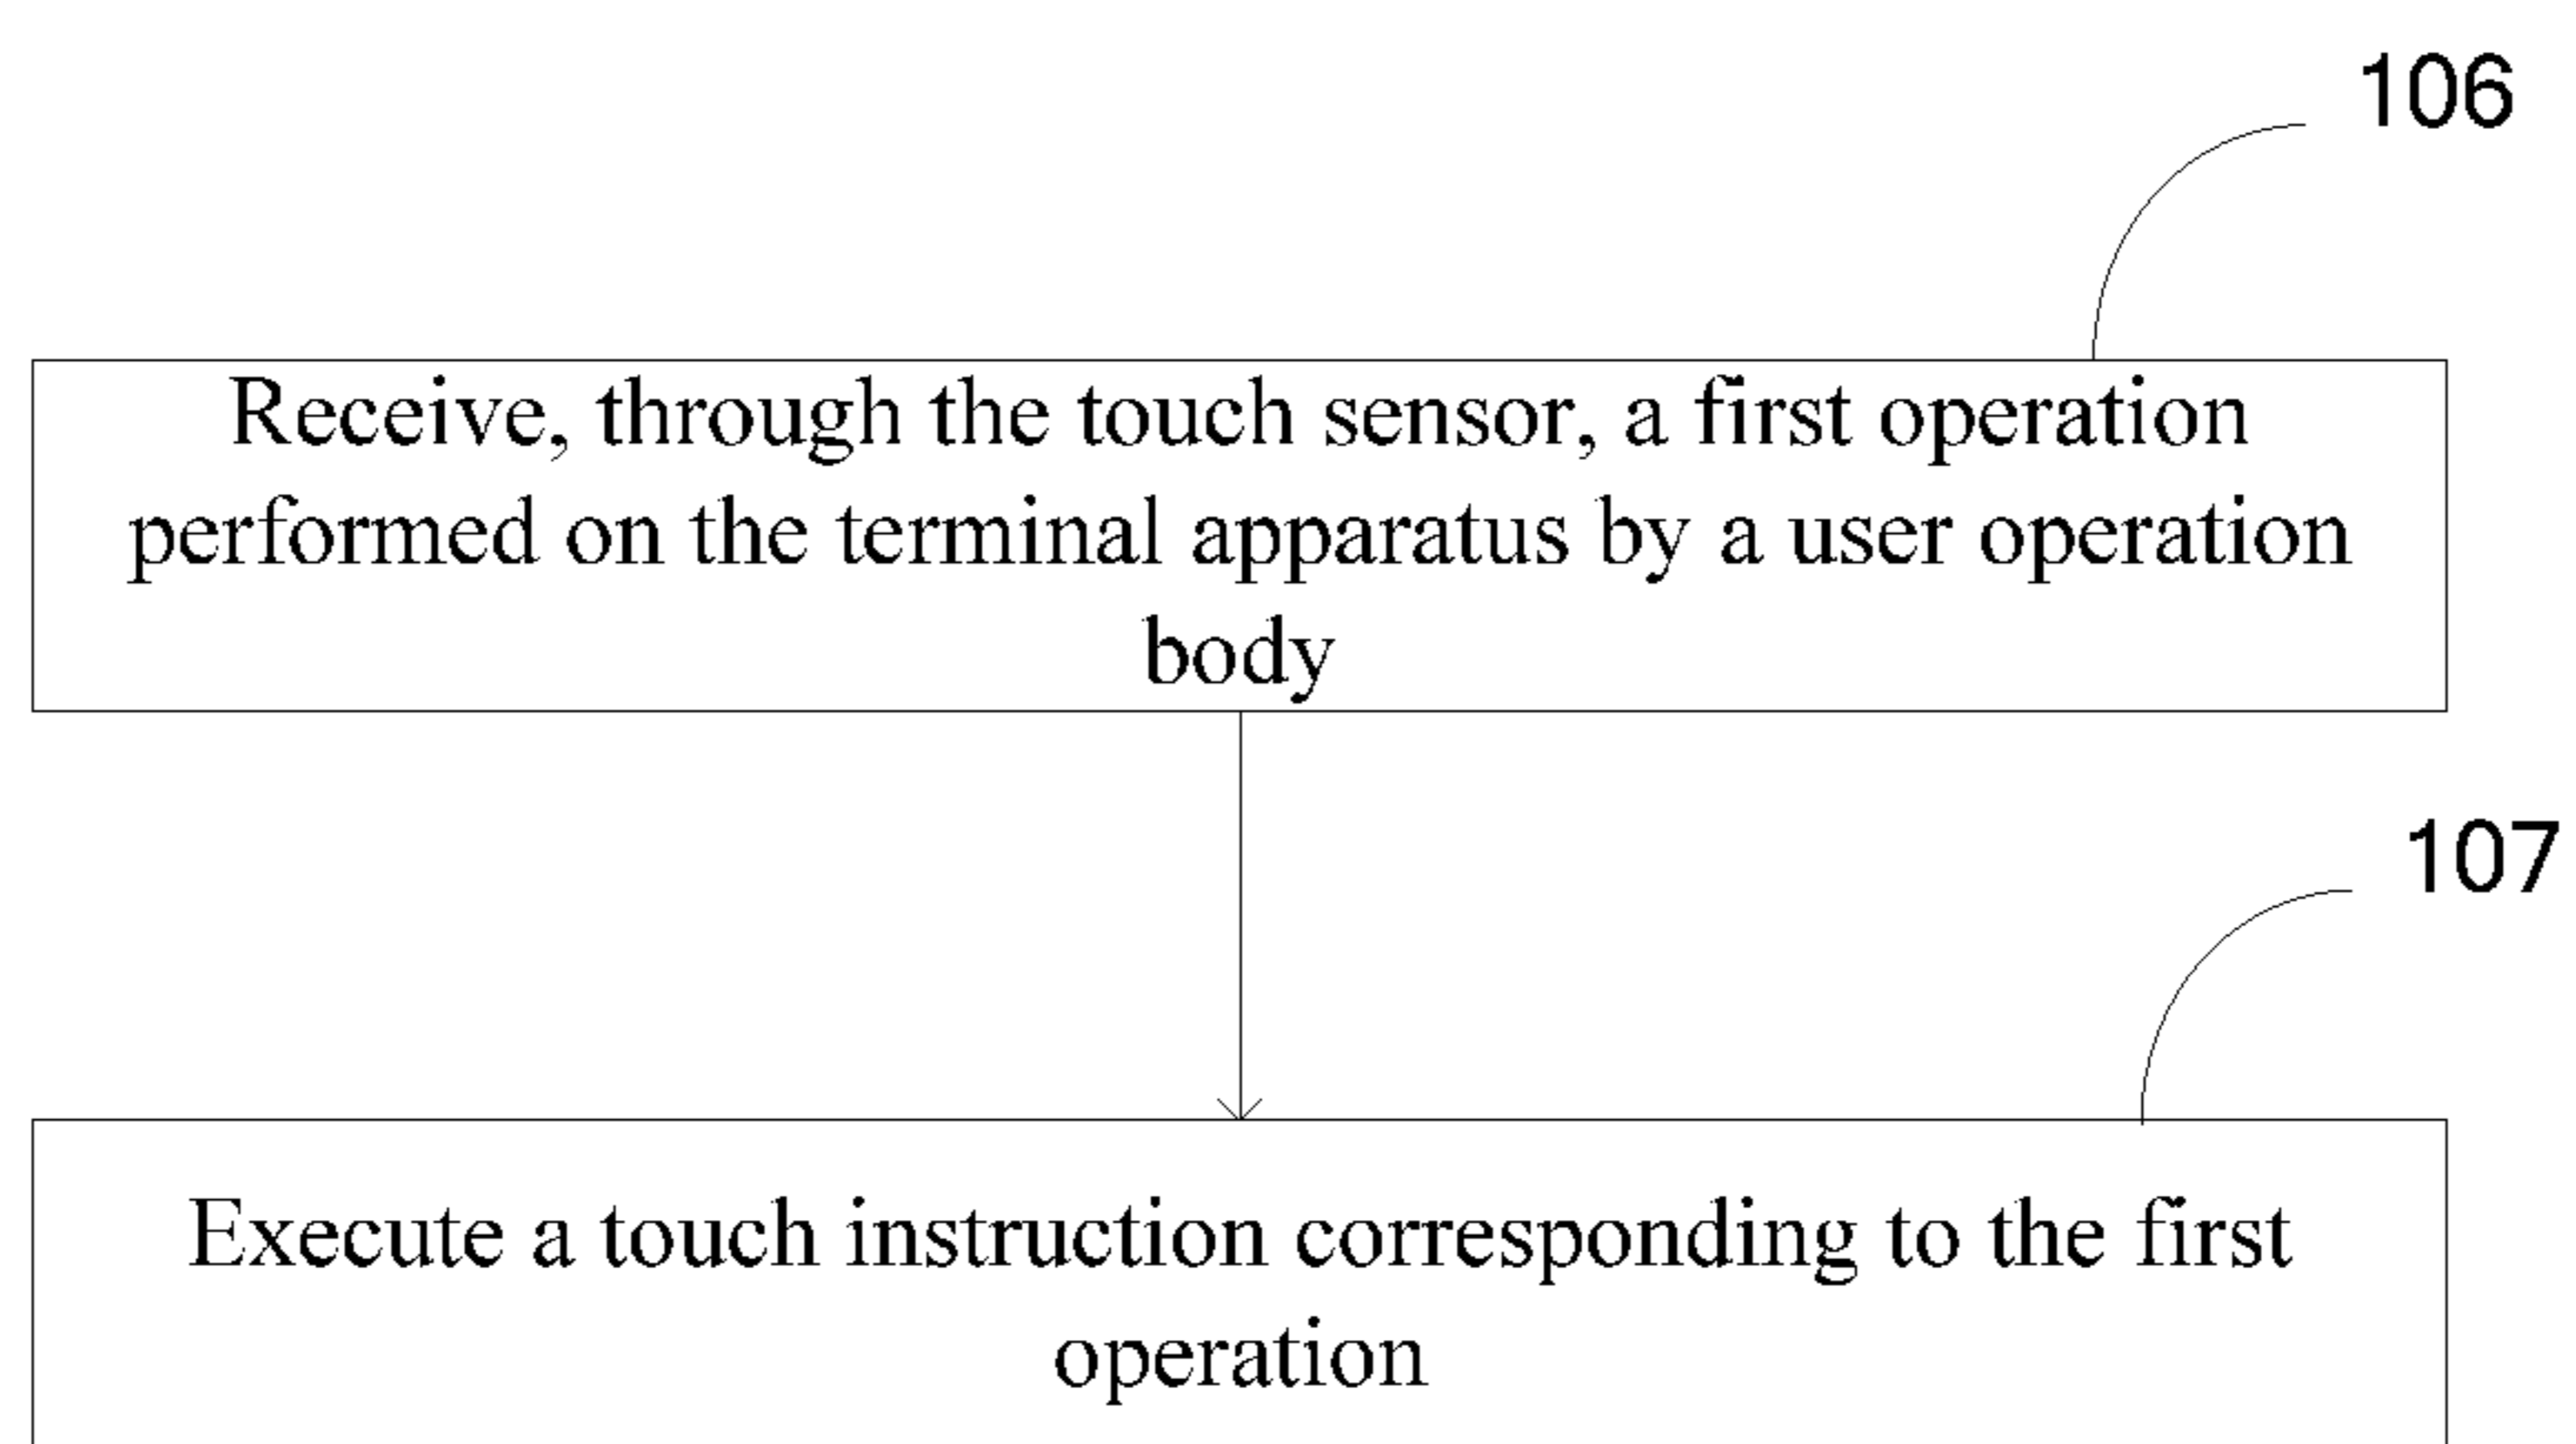 106
Receive, through the touch sensor, a first operation
performed on the terminal apparatus by a user operation
body
107
Execute a touch instruction corresponding to the first
operation